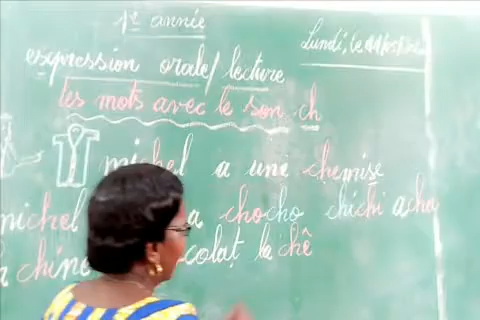 1re année
Lundi, le
expression orale/lecture
les mots avec le son ch
michel a une chemise
michel a chocho chichi acha
chine colat la chê